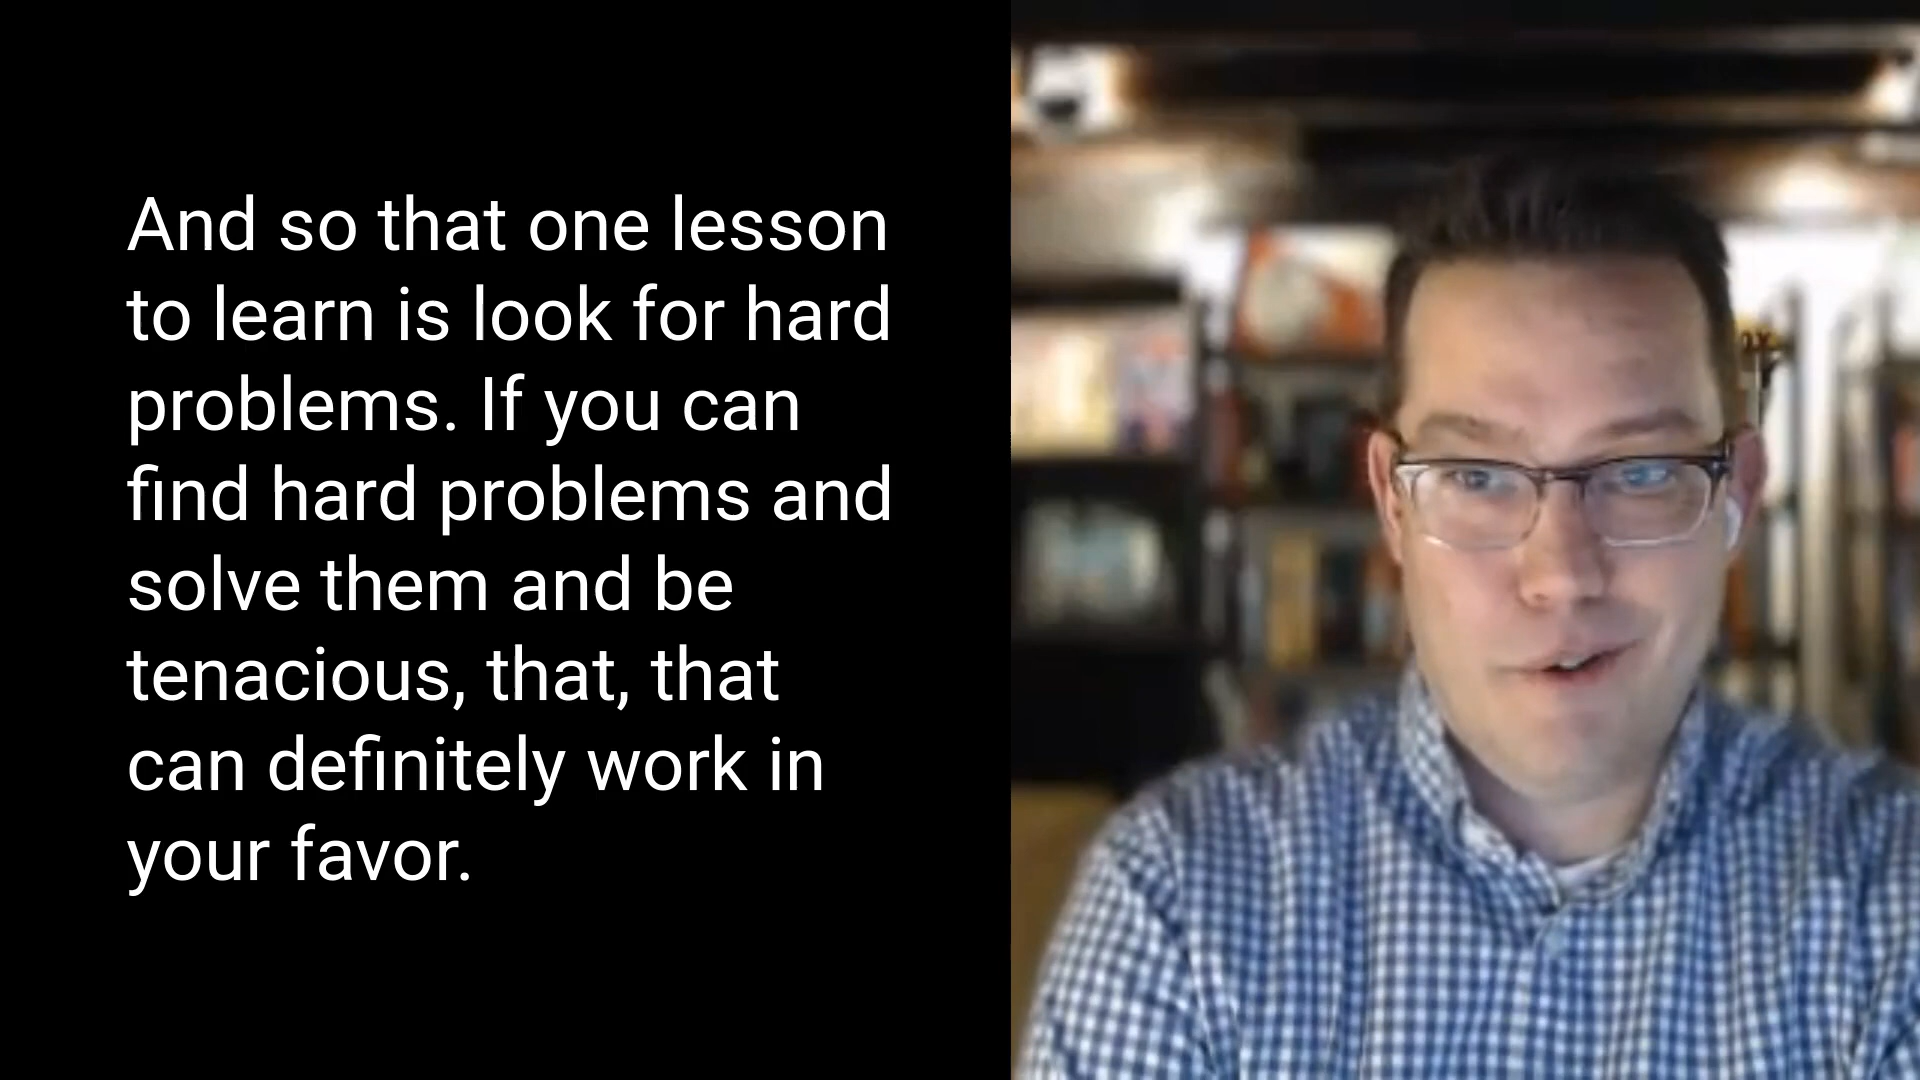 And so that one lesson
to learn is look for hard
problems. If you can
find hard problems and
solve them and be
tenacious, that, that
can definitely work in
your favor.